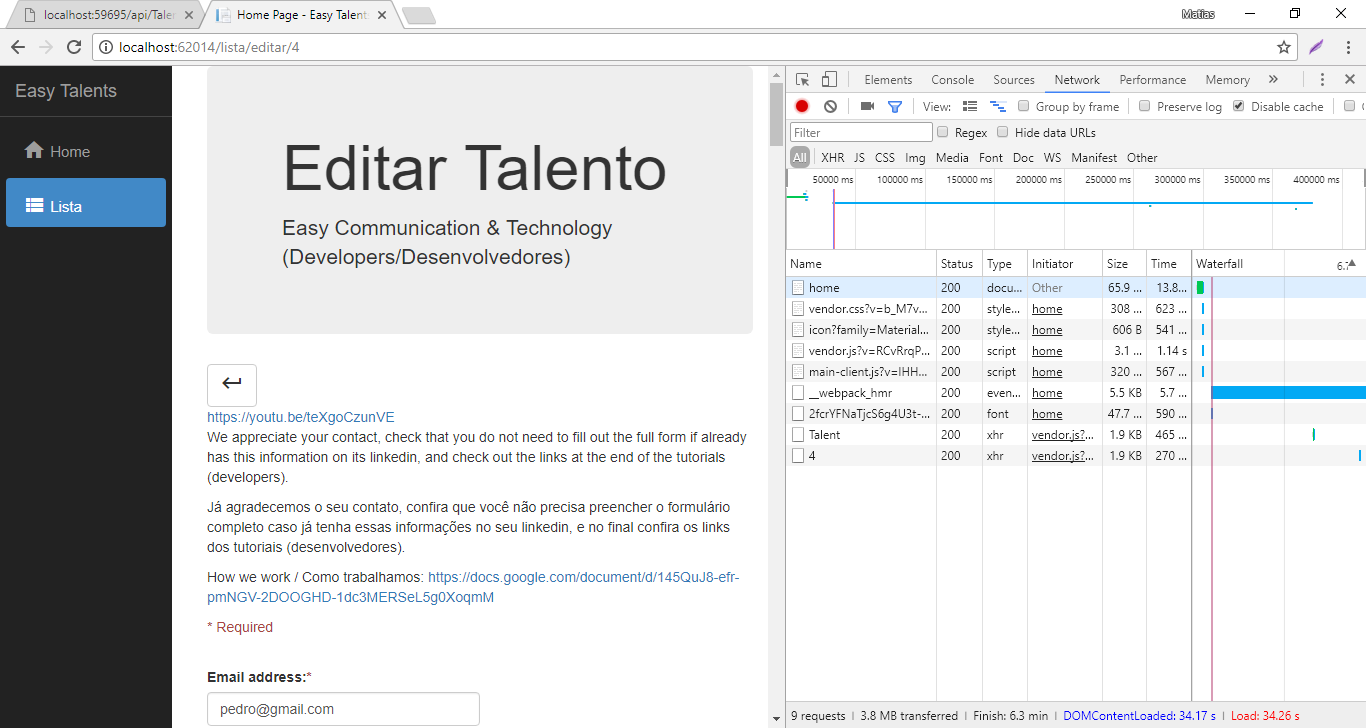 localhost:59695/api/Talen
Home Page - Easy Talents
Matias
localhost:62014/lista/editar/4
Easy Talents
Home
Lista
Editar Talento
Easy Communication & Technology
(Developers/Desenvolvedores)
https://youtu.be/teXgoCzunVE
We appreciate your contact, check that you do not need to fill out the full form if already
has this information on its linkedin, and check out the links at the end of the tutorials
(developers).
Já agradecemos o seu contato, confira que você não precisa preencher o formulário
completo caso já tenha essas informações no seu linkedin, e no final confira os links
dos tutoriais (desenvolvedores).
How we work / Como trabalhamos: https://docs.google.com/document/d/145QuJ8-efr-
pmNGV-2DOOGHD-1dc3MERSeL5g0XoqmM
* Required
Email address:*
pedro@gmail.com
Elements Console Sources Network Performance Memory »
View: Group by frame Preserve log Disable cache
Filter Regex Hide data URLs
All XHR JS CSS Img Media Font Doc WS Manifest Other
50000 ms 100000 ms 150000 ms 200000 ms 250000 ms 300000 ms 350000 ms 400000 ms
Name Status Type Initiator Size Time Waterfall
home 200 docu... Other 65.9 ... 13.8...
vendor.css?v=b_M7v... 200 style... home 308 ... 623 ...
icon?family=Material... 200 style... home 606 B 541 ...
vendor.js?v=RCvRrqP... 200 script home 3.1 ... 1.14 s
main-client.js?v=IHH... 200 script home 320 ... 567 ...
__webpack_hmr 200 even... home 5.5 KB 5.7 ...
2fcrYFNaTjcS6g4U3t-... 200 font home 47.7 ... 590 ...
Talent 200 xhr vendor.js?... 1.9 KB 465 ...
4 200 xhr vendor.js?... 1.9 KB 270 ...
9 requests | 3.8 MB transferred | Finish: 6.3 min | DOMContentLoaded: 34.17 s | Load: 34.26 s